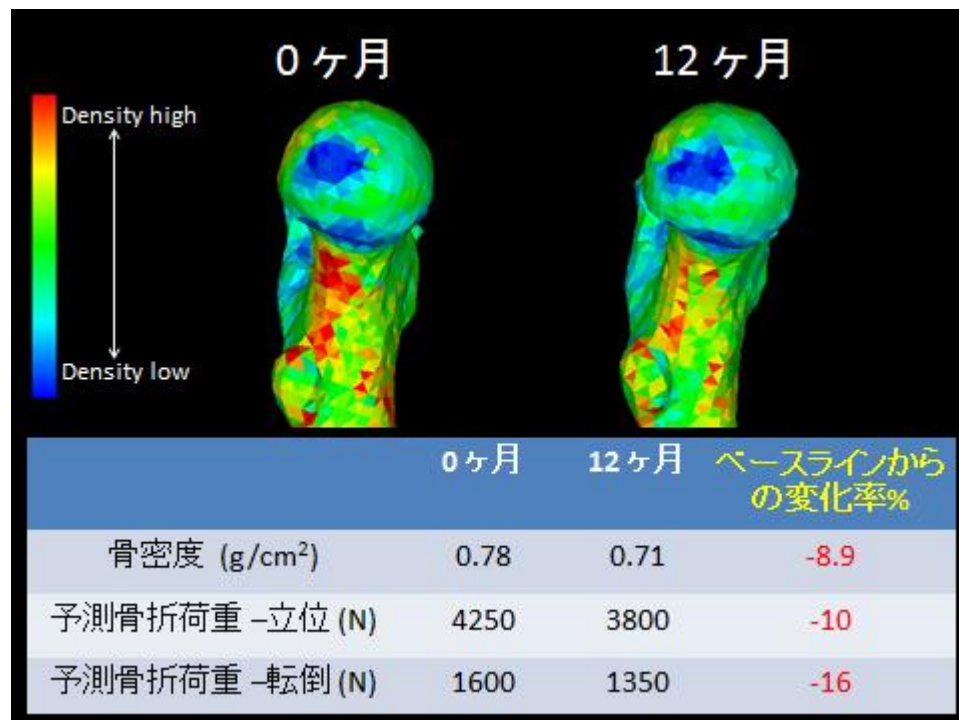 0 ヶ月
12 ヶ月
Density high
Density low
0ヶ月 12ヶ月 ベースラインから
の変化率%
骨密度 (g/cm²) 0.78 0.71 -8.9
予測骨折荷重 –立位 (N) 4250 3800 -10
予測骨折荷重 –転倒 (N) 1600 1350 -16